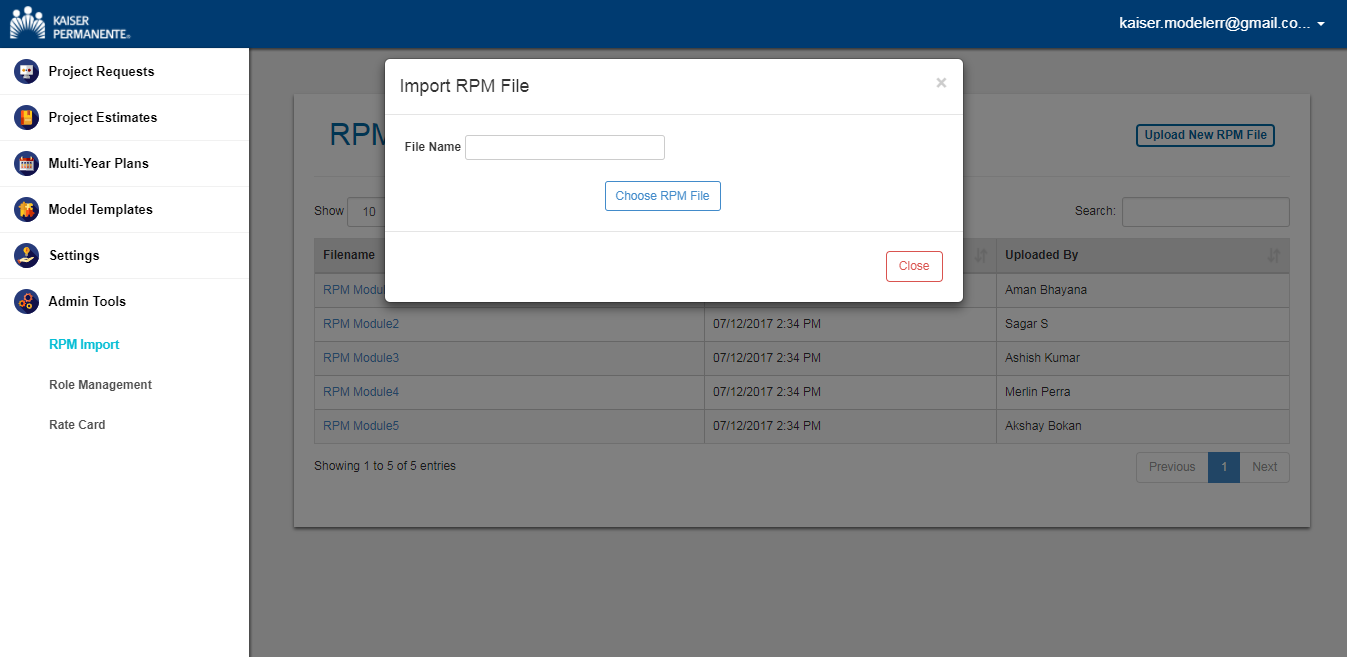 KAISER
PERMANENTE®
kaiser.modelerr@gmail.co...
Project Requests
Project Estimates
Multi-Year Plans
Model Templates
Settings
Admin Tools
RPM Import
Role Management
Rate Card
Import RPM File
×
File Name
Choose RPM File
Close
RPM
Upload New RPM File
Show 10
Search:
Filename
Uploaded By
RPM Modu
Aman Bhayana
RPM Module2 07/12/2017 2:34 PM Sagar S
RPM Module3 07/12/2017 2:34 PM Ashish Kumar
RPM Module4 07/12/2017 2:34 PM Merlin Perra
RPM Module5 07/12/2017 2:34 PM Akshay Bokan
Showing 1 to 5 of 5 entries
Previous 1 Next